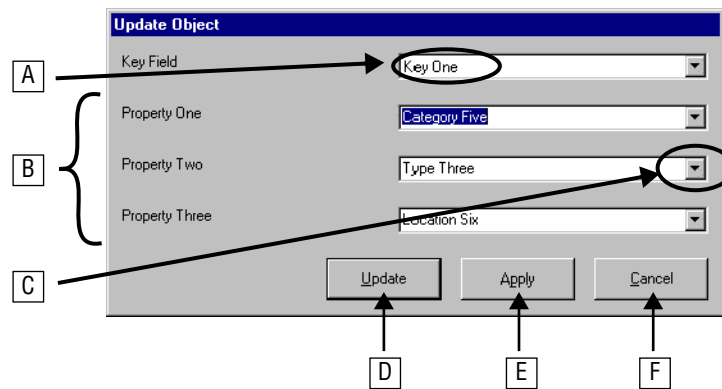 Update Object
A
Key Field
Key One
B
Property One
Category Five
Property Two
Type Three
Property Three
Location Six
C
Update
Apply
Cancel
D
E
F